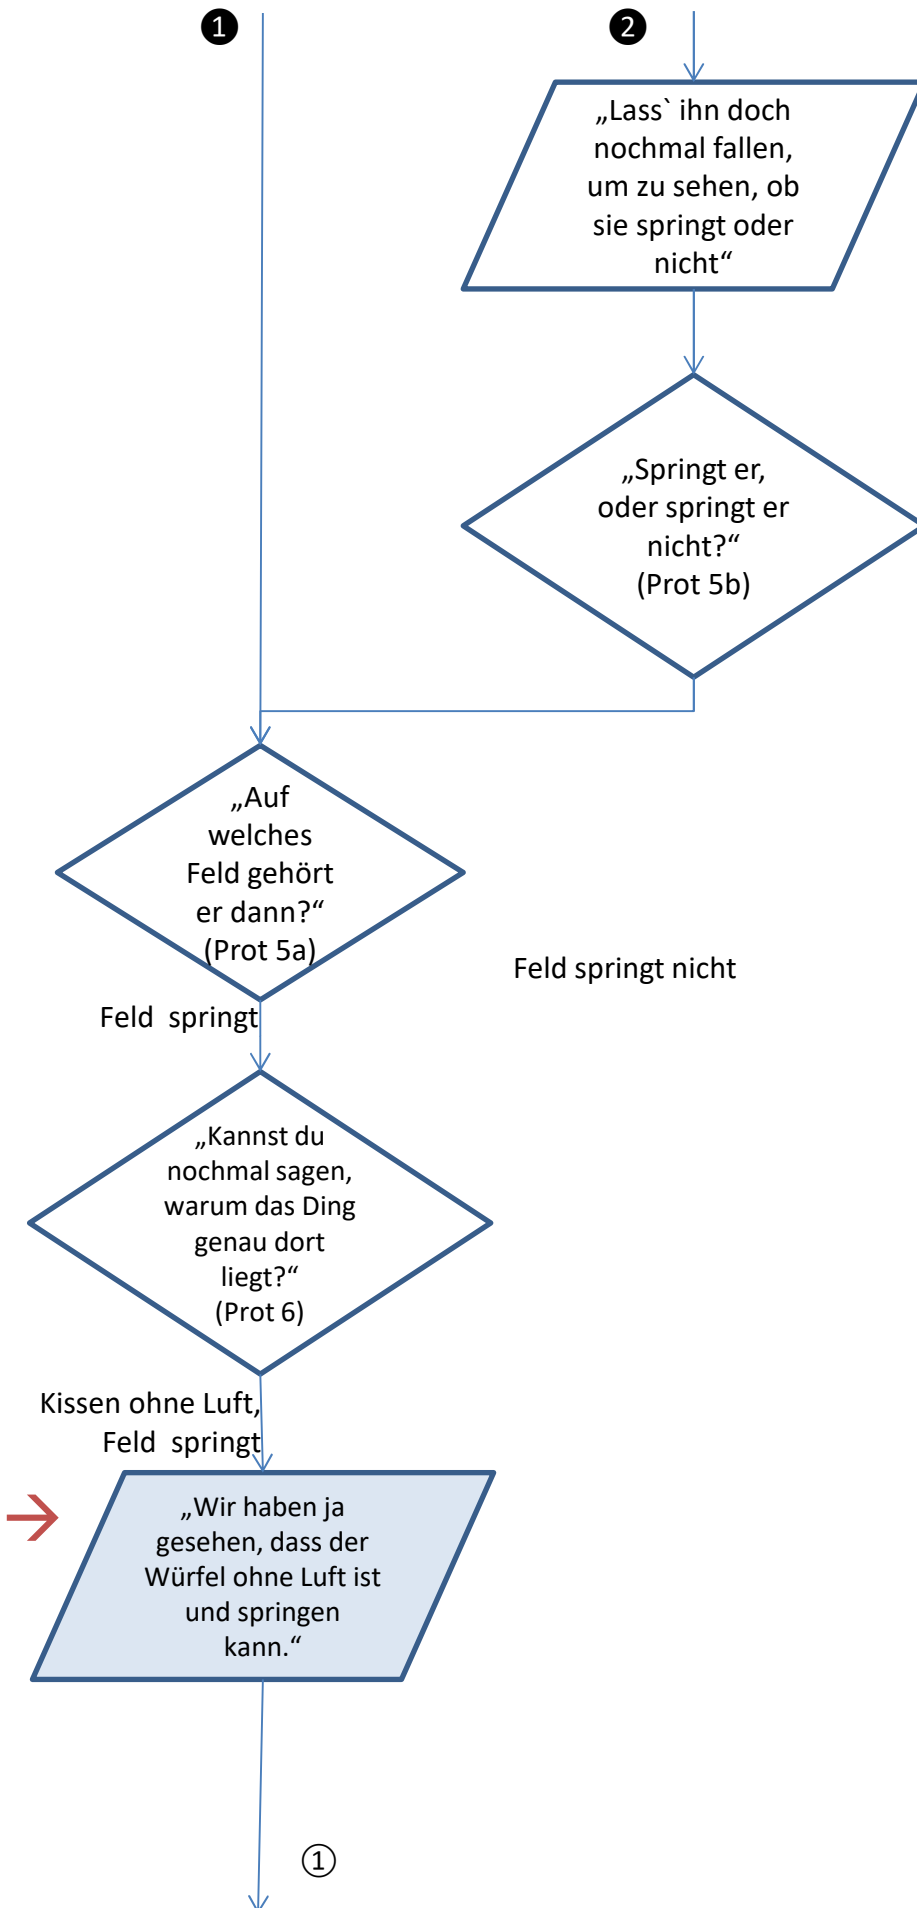 ❶
❷
„Lass` ihn doch
nochmal fallen,
um zu sehen, ob
sie springt oder
nicht“
„Springt er,
oder springt er
nicht?“
(Prot 5b)
„Auf
welches
Feld gehört
er dann?“
(Prot 5a)
Feld springt nicht
Feld springt
„Kannst du
nochmal sagen,
warum das Ding
genau dort
liegt?“
(Prot 6)
Kissen ohne Luft,
Feld springt
„Wir haben ja
gesehen, dass der
Würfel ohne Luft ist
und springen
kann.“
①